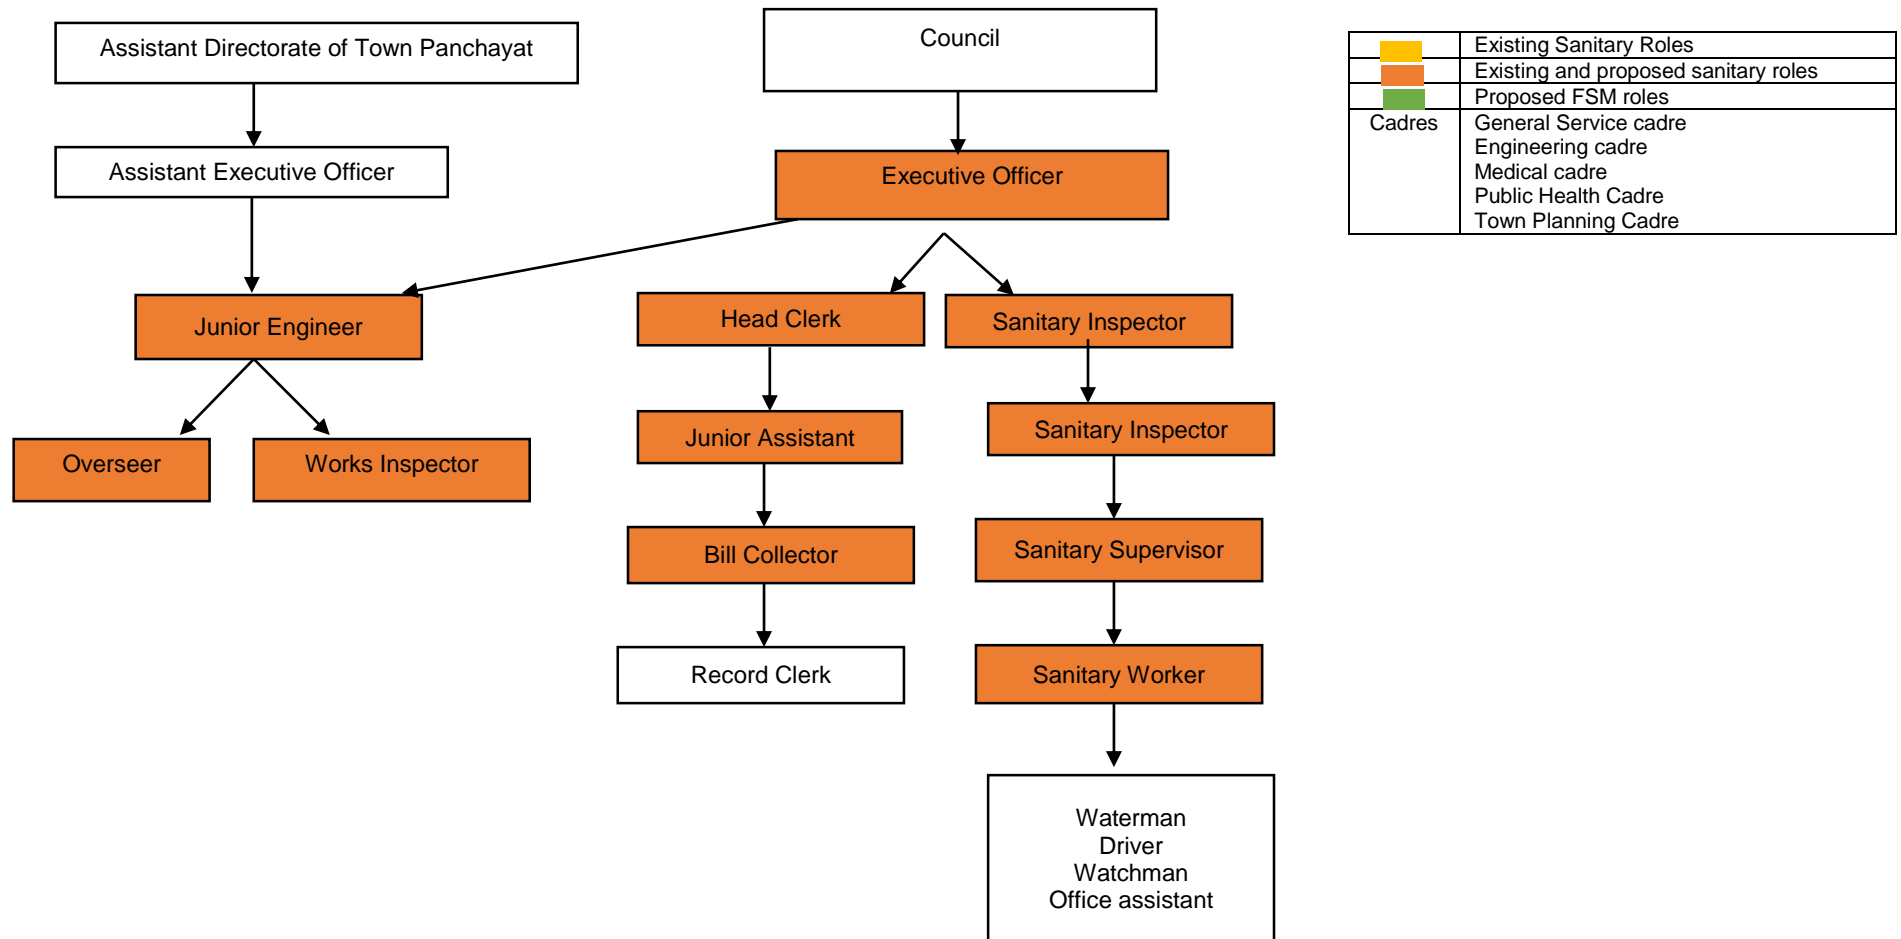 Assistant Directorate of Town Panchayat
Council
Existing Sanitary Roles
Existing and proposed sanitary roles
Proposed FSM roles
Cadres
General Service cadre
Engineering cadre
Medical cadre
Public Health Cadre
Town Planning Cadre
Assistant Executive Officer
Executive Officer
Junior Engineer
Head Clerk
Sanitary Inspector
Overseer
Works Inspector
Junior Assistant
Sanitary Inspector
Bill Collector
Sanitary Supervisor
Record Clerk
Sanitary Worker
Waterman
Driver
Watchman
Office assistant